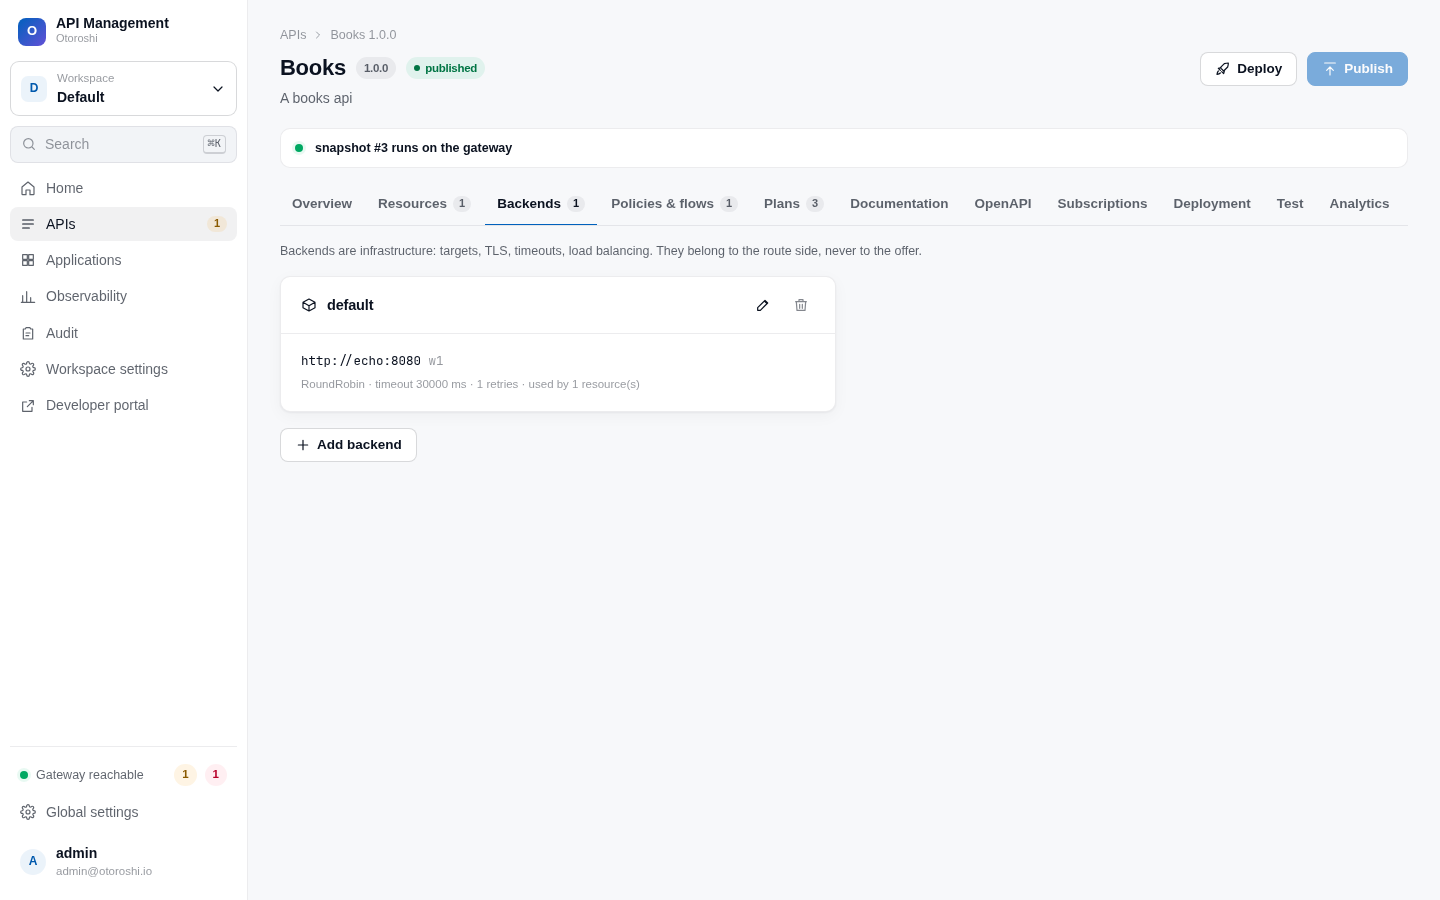 O
API Management
Otoroshi
D
Workspace
Default
Search
⌘K
Home
APIs
1
Applications
Observability
Audit
Workspace settings
Developer portal
Gateway reachable
1
1
Global settings
A
admin
admin@otoroshi.io
APIs
Books 1.0.0
Books
1.0.0
published
Deploy
Publish
A books api
snapshot #3 runs on the gateway
Overview
Resources 1
Backends 1
Policies & flows 1
Plans 3
Documentation
OpenAPI
Subscriptions
Deployment
Test
Analytics
Backends are infrastructure: targets, TLS, timeouts, load balancing. They belong to the route side, never to the offer.
default
http://echo:8080 w1
RoundRobin · timeout 30000 ms · 1 retries · used by 1 resource(s)
Add backend